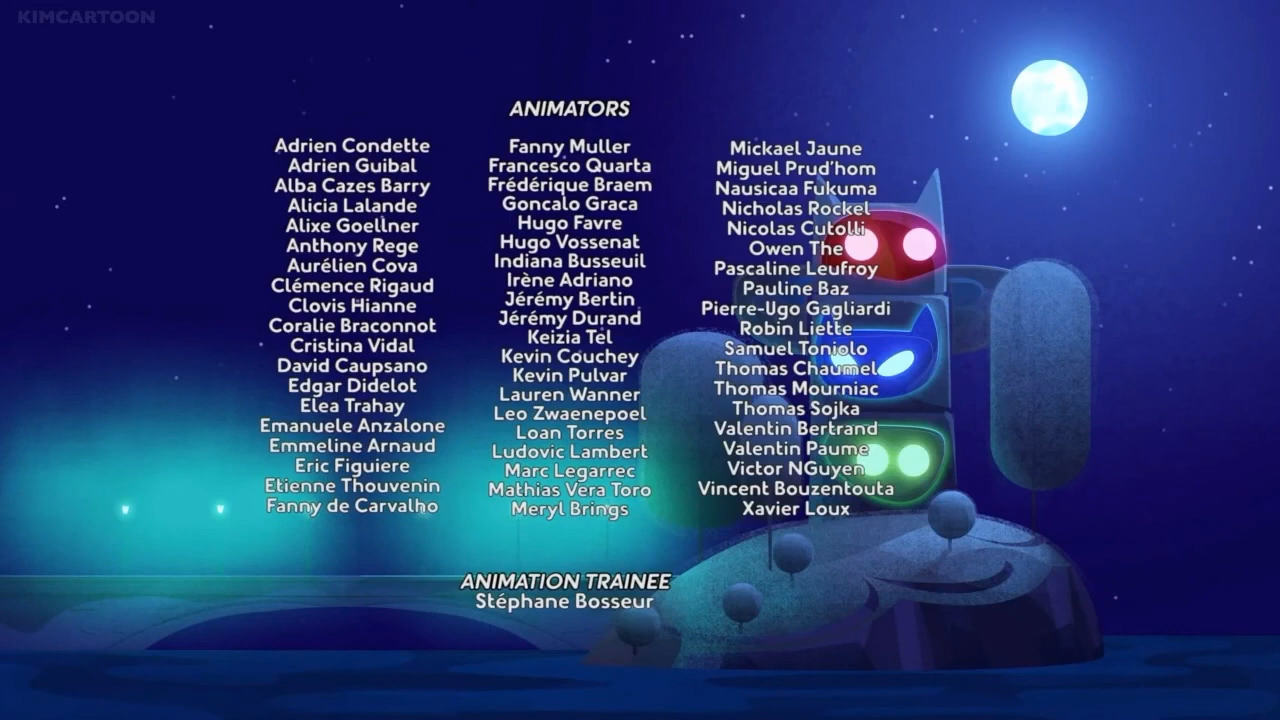 KIMCARTOON
ANIMATORS
Adrien Condette
Adrien Guibal
Alba Cazes Barry
Alicia Lalande
Alixe Goellner
Anthony Rege
Aurélien Cova
Clémence Rigaud
Clovis Hianne
Coralie Braconnot
Cristina Vidal
David Caupsano
Edgar Didelot
Elea Trahay
Emanuele Anzalone
Emmeline Arnaud
Eric Figuiere
Etienne Thouvenin
Fanny de Carvalho
Fanny Muller
Francesco Quarta
Frédérique Braem
Goncalo Graca
Hugo Favre
Hugo Vossenat
Indiana Busseuil
Irène Adriano
Jérémy Bertin
Jérémy Durand
Keizia Tel
Kevin Couchey
Kevin Pulvar
Lauren Wanner
Leo Zwaenepoel
Loan Torres
Ludovic Lambert
Marc Legarrec
Mathias Vera Toro
Meryl Brings
Mickael Jaune
Miguel Prud'hom
Nausicaa Fukuma
Nicholas Rockel
Nicolas Cutolli
Owen The
Pascaline Leufroy
Pauline Baz
Pierre-Ugo Gagliardi
Robin Liette
Samuel Toniolo
Thomas Chaumel
Thomas Mourniac
Thomas Sojka
Valentin Bertrand
Valentin Paume
Victor NGuyen
Vincent Bouzentouta
Xavier Loux
ANIMATION TRAINEE
Stéphane Bosseur